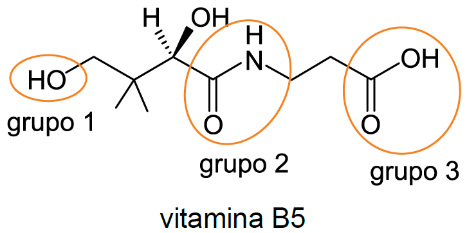 H OH
H
HO N OH
grupo 1 O O
grupo 2
grupo 3
vitamina B5